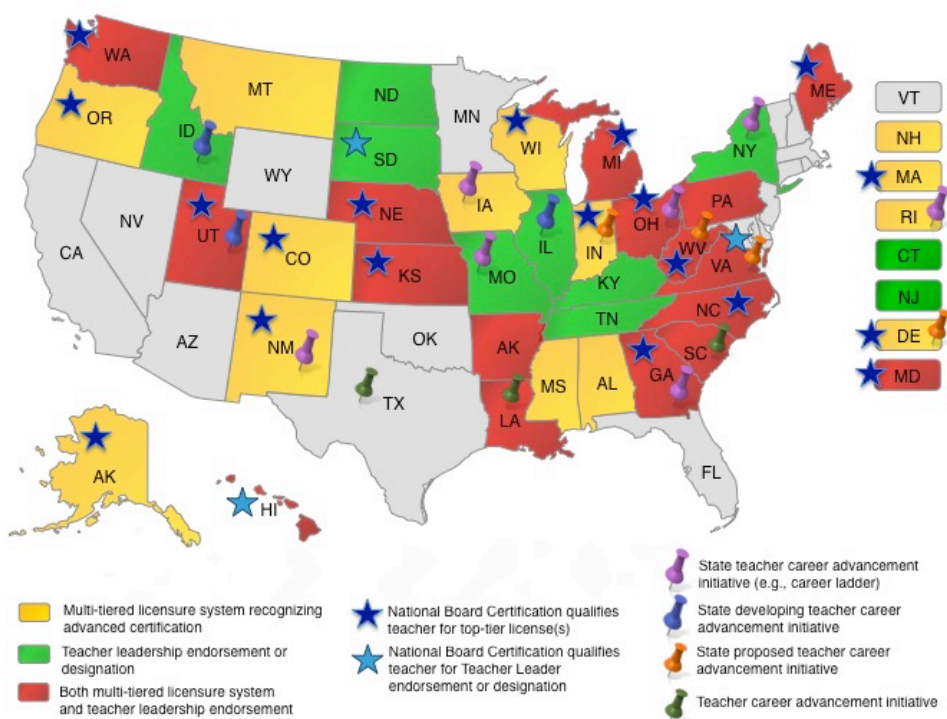 WA
ME
MT
ND
MN
VT
OR
ID
WI
NY
NH
SD
MI
MA
WY
IA
PA
RI
NE
OH
NV
IL
UT
IN
WV
CO
VA
CT
CA
KS
MO
KY
NJ
NC
TN
DE
OK
AZ
NM
AK
SC
MD
MS
AL
GA
TX
LA
FL
AK
HI
State teacher career advancement
initiative (e.g., career ladder)
Multi-tiered licensure system recognizing
advanced certification
National Board Certification qualifies
teacher for top-tier license(s)
State developing teacher career
advancement initiative
Teacher leadership endorsement or
designation
National Board Certification qualifies
teacher for Teacher Leader
endorsement or designation
State proposed teacher career
advancement initiative
Both multi-tiered licensure system
and teacher leadership endorsement
Teacher career advancement initiative